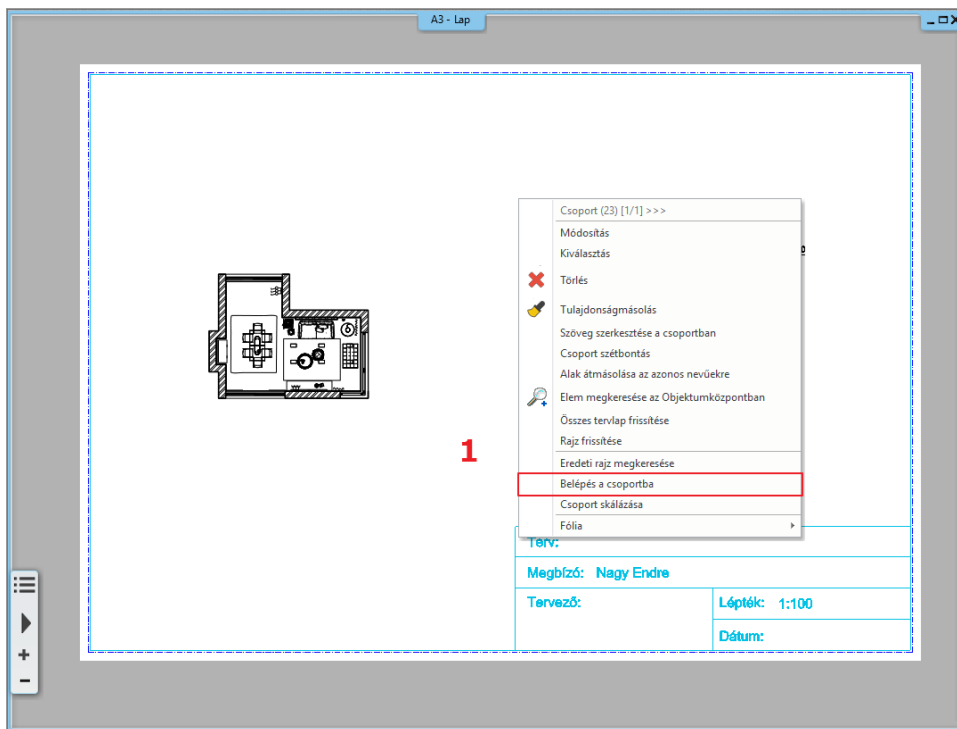 A3 - Lap
Csoport (23) [1/1] >>>
Módosítás
Kiválasztás
Törlés
Tulajdonságmásolás
Szöveg szerkesztése a csoportban
Csoport szétbontás
Alak átmásolása az azonos nevűekre
Elem megkeresése az Objektumközpontban
Összes tervlap frissítése
Rajz frissítése
1
Eredeti rajz megkeresése
Belépés a csoportba
Csoport skálázása
Fólia
Terv:
Megbízó: Nagy Endre
Tervező:
Lépték: 1:100
Dátum: